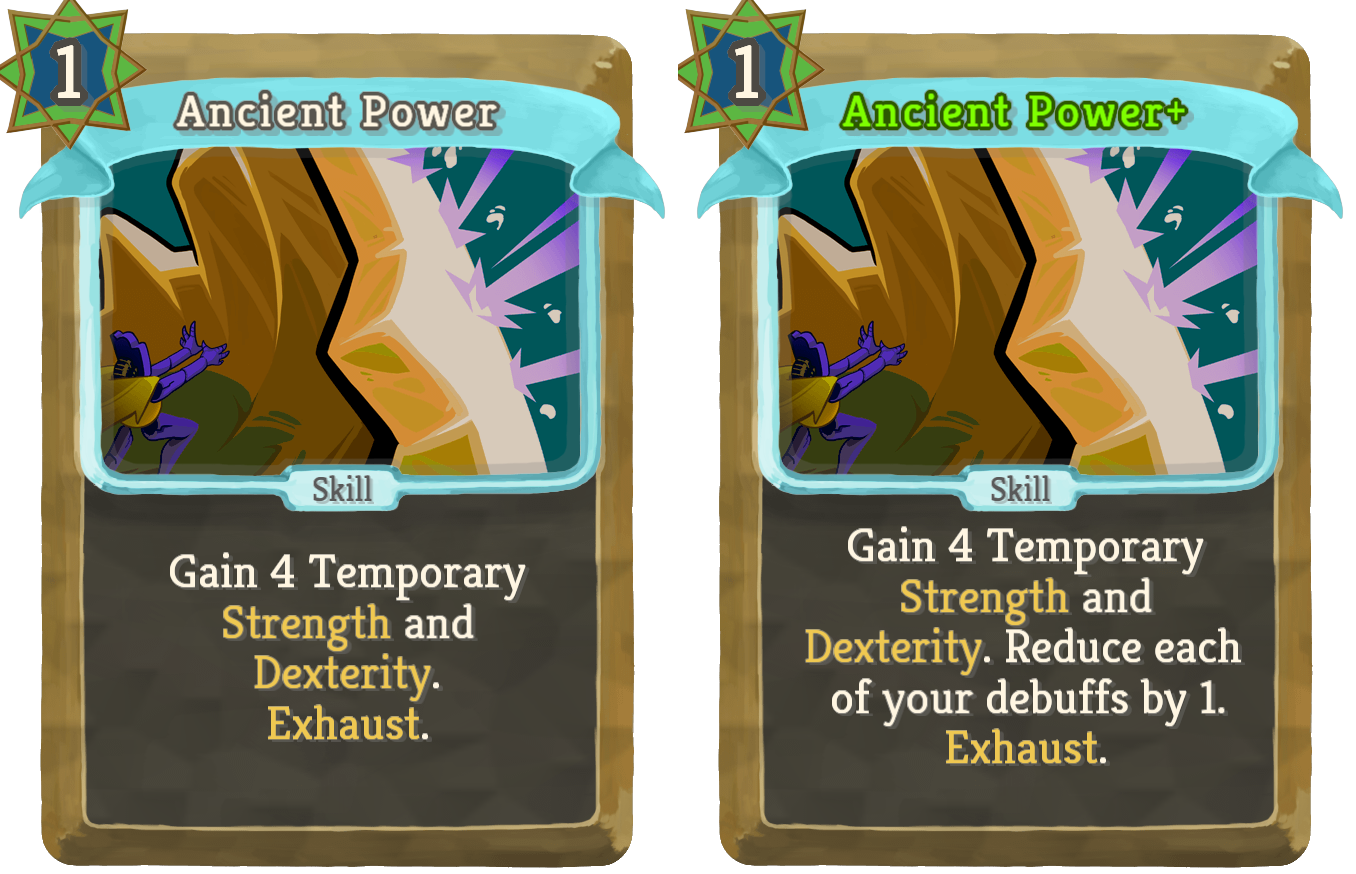 1
Ancient Power
Skill
Gain 4 Temporary
Strength and
Dexterity.
Exhaust.
1
Ancient Power+
Skill
Gain 4 Temporary
Strength and
Dexterity. Reduce each
of your debuffs by 1.
Exhaust.